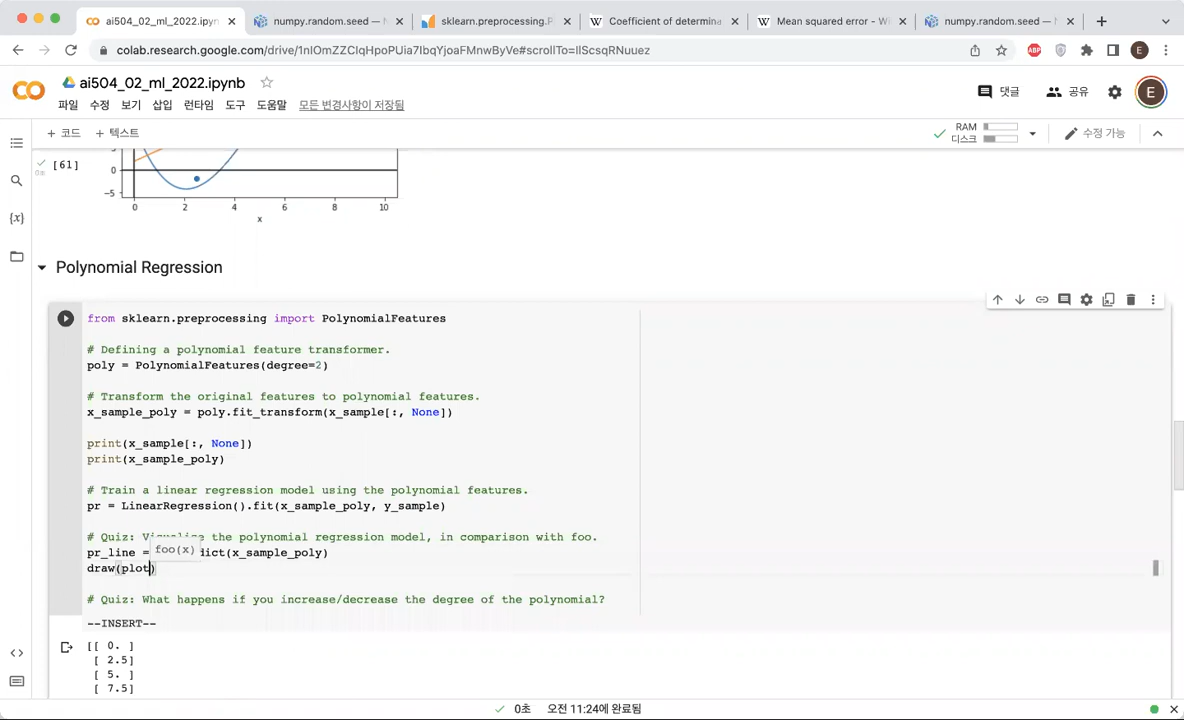 ai504_02_ml_2022.ipyn
numpy.random.seed — N
sklearn.preprocessing.P
Coefficient of determina
Mean squared error - Wi
numpy.random.seed — N
colab.research.google.com/drive/1nIOmZZCIqHpoPUia7IbqYjoaFMnwByVe#scrollTo=IlScsqRNuuez
ABP
E
ai504_02_ml_2022.ipynb
댓글
공유
E
파일 수정 보기 삽입 런타임 도구 도움말 모든 변경사항이 저장됨
+ 코드 + 텍스트
RAM
디스크
수정 가능
[61]
0초
5
0
−5
0 2 4 6 8 10
x
{x}
Polynomial Regression
from sklearn.preprocessing import PolynomialFeatures
# Defining a polynomial feature transformer.
poly = PolynomialFeatures(degree=2)
# Transform the original features to polynomial features.
x_sample_poly = poly.fit_transform(x_sample[:, None])
print(x_sample[:, None])
print(x_sample_poly)
# Train a linear regression model using the polynomial features.
pr = LinearRegression().fit(x_sample_poly, y_sample)
# Quiz: Visualize the polynomial regression model, in comparison with foo.
pr_line = dict(x_sample_poly)
foo(x)
draw(plot)
# Quiz: What happens if you increase/decrease the degree of the polynomial?
--INSERT--
[[ 0. ]
[ 2.5]
[ 5. ]
[ 7.5]
0초 오전 11:24에 완료됨